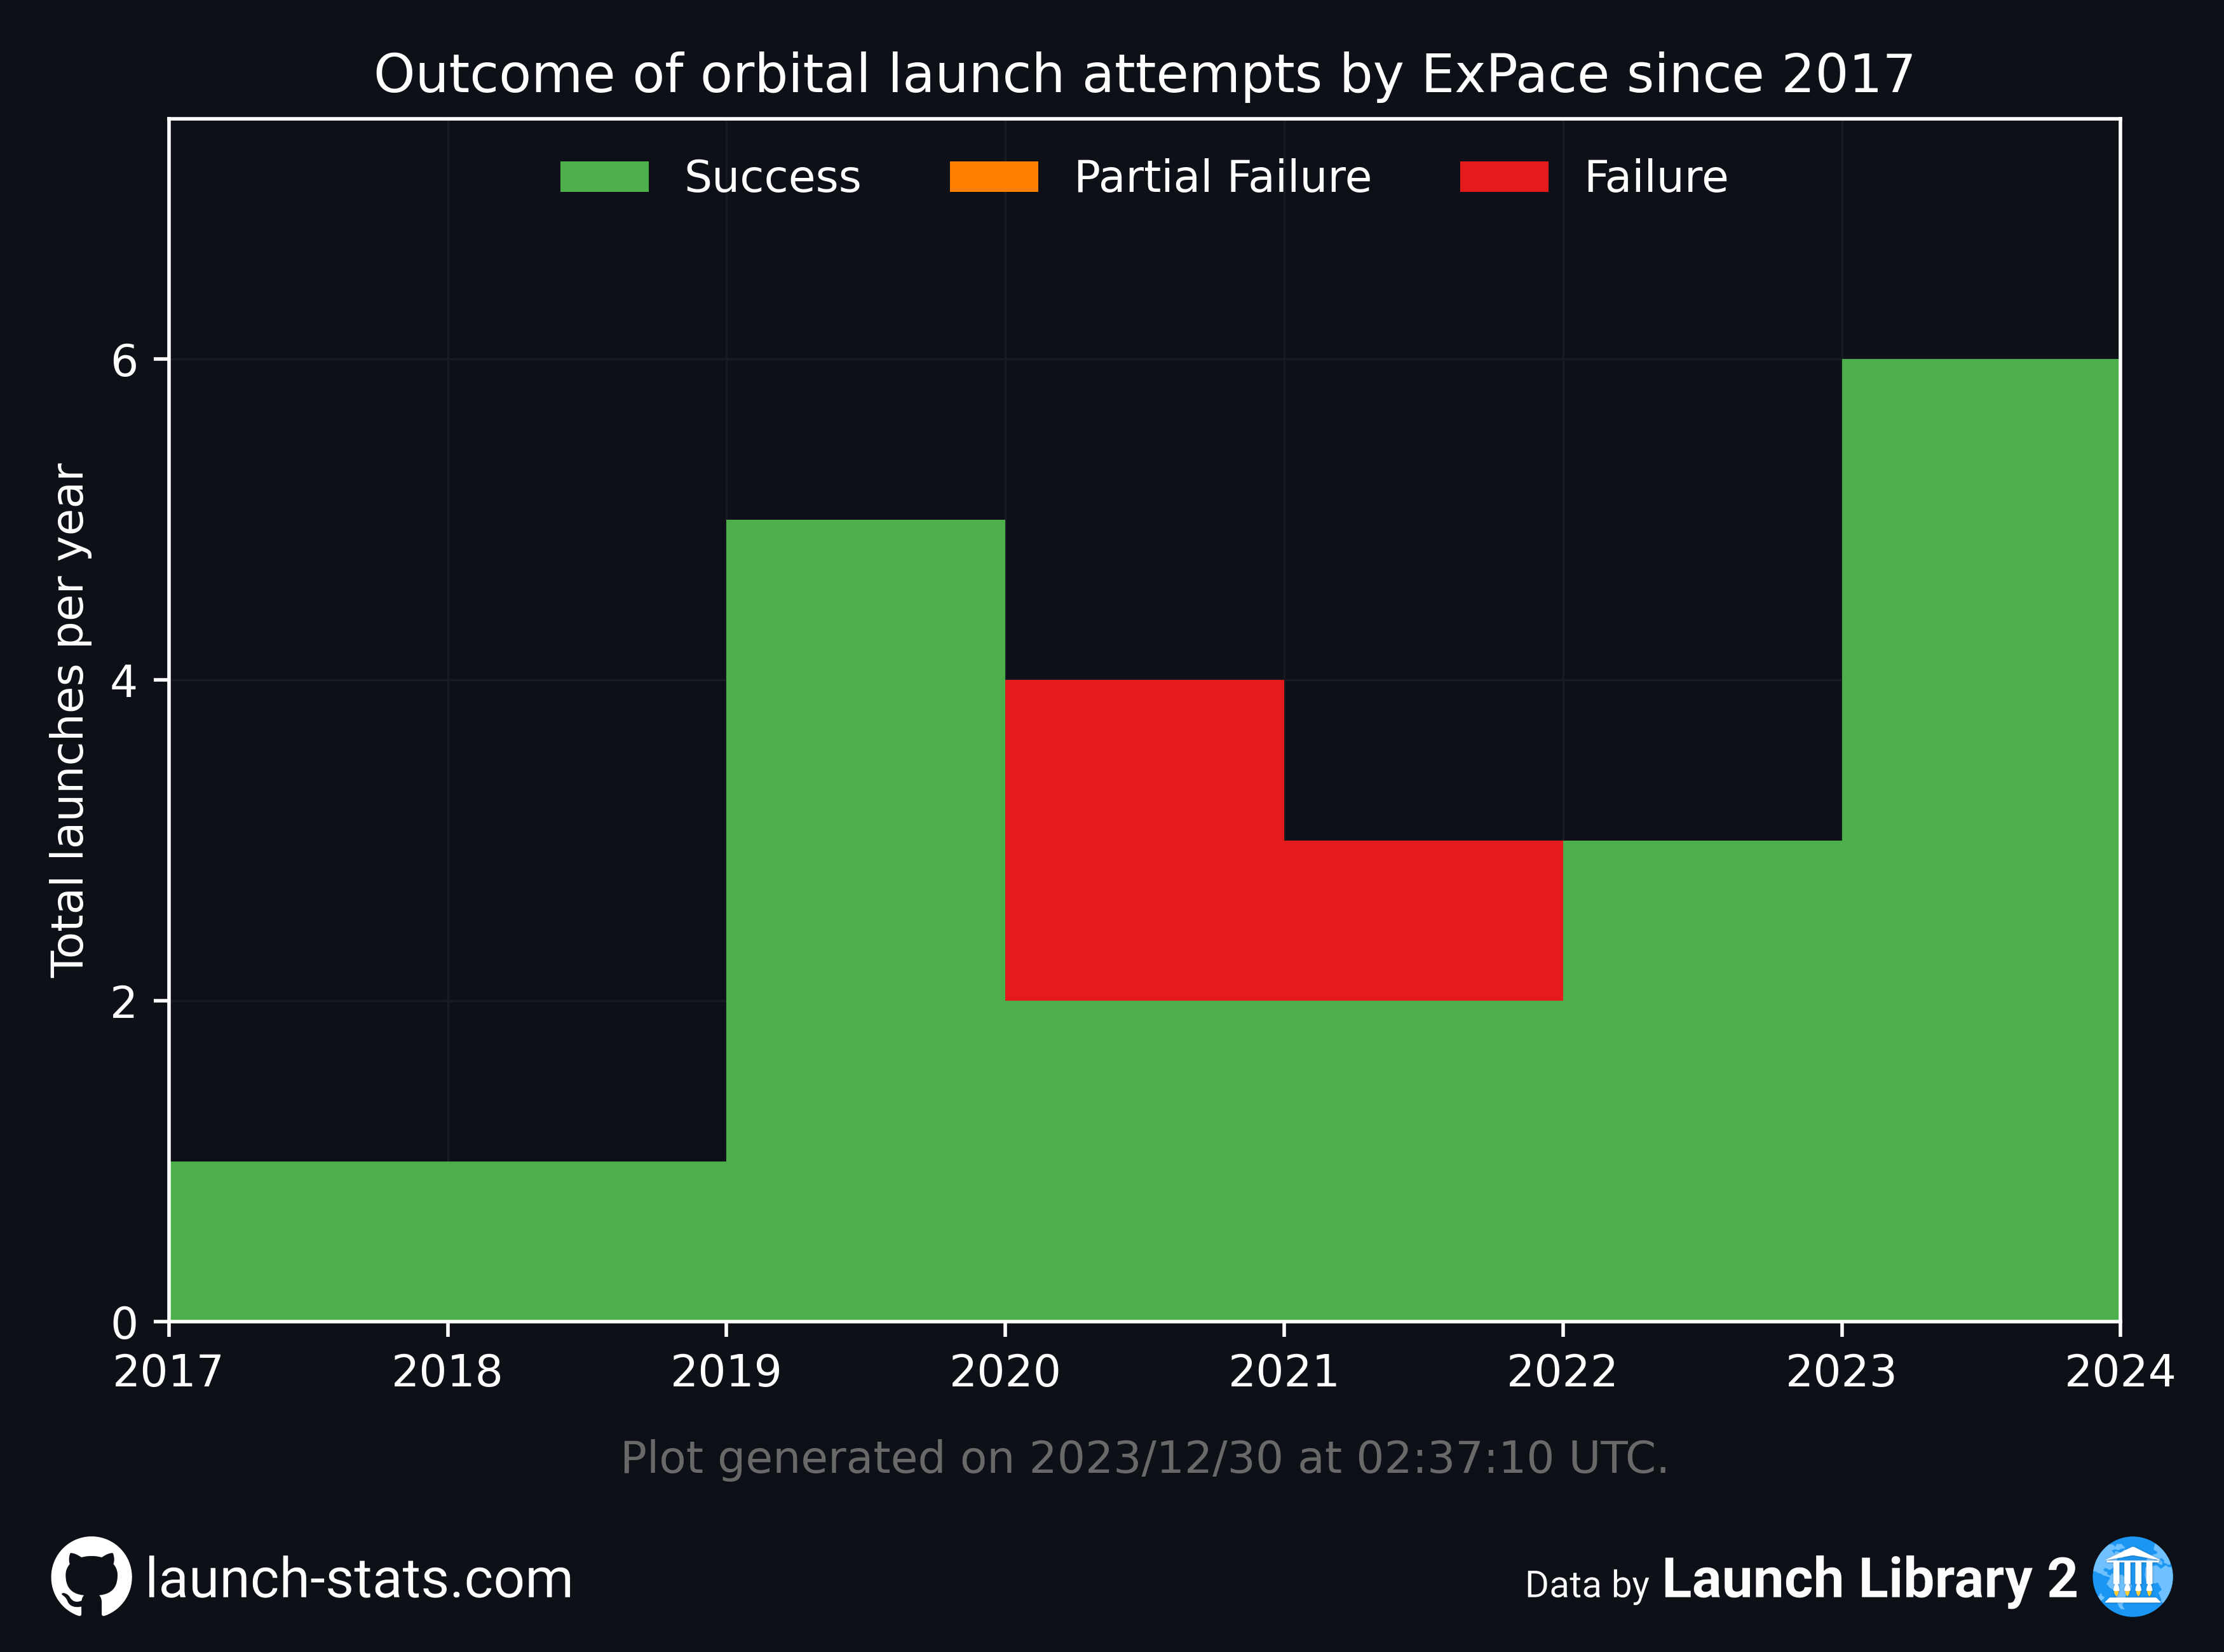 Outcome of orbital launch attempts by ExPace since 2017
Success Partial Failure Failure
Total launches per year
6
4
2
0
2017 2018 2019 2020 2021 2022 2023 2024
Plot generated on 2023/12/30 at 02:37:10 UTC.
launch-stats.com
Data by Launch Library 2